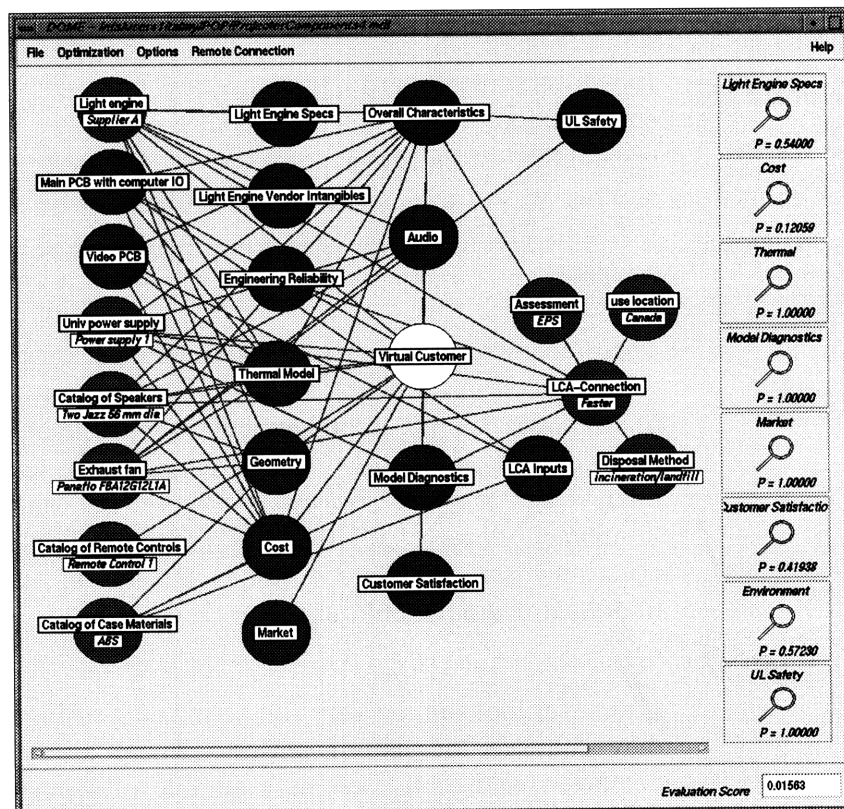 File Optimization Options Remote Connection Help
Light engine
Supplier A
Light Engine Specs
Overall Characteristics
UL Safety
Main PCB with computer IO
Light Engine Vendor Intangibles
Video PCB
Audio
Engineering Reliability
Univ power supply
Power supply 1
Assessment
EPS
use location
Canada
Virtual Customer
Thermal Model
LCA-Connection
Faster
Catalog of Speakers
Two Jazz 56 mm dia
Exhaust fan
Panaflo FBA12G12L1A
Geometry
Model Diagnostics
LCA Inputs
Disposal Method
incineration/landfill
Catalog of Remote Controls
Remote Control 1
Cost
Customer Satisfaction
Catalog of Case Materials
ABS
Market
Light Engine Specs
P = 0.54000
Cost
P = 0.12059
Thermal
P = 1.00000
Model Diagnostics
P = 1.00000
Market
P = 1.00000
Customer Satisfactio
P = 0.41938
Environment
P = 0.57230
UL Safety
P = 1.00000
Evaluation Score 0.01563